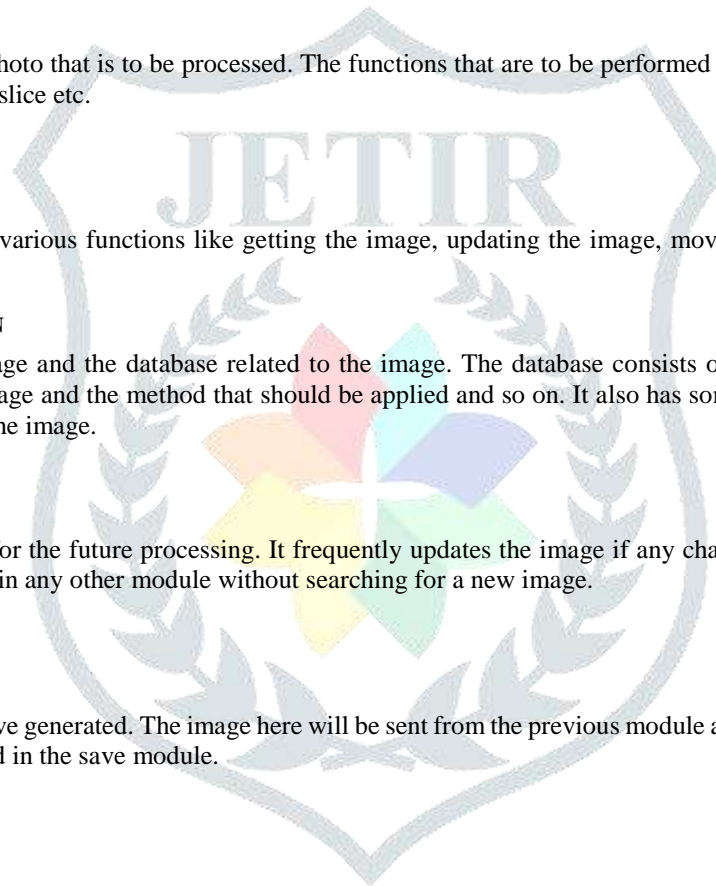 hoto that is to be processed. The functions that are to be performed
slice etc.
JETIR
various functions like getting the image, updating the image, mov
N
age and the database related to the image. The database consists o
age and the method that should be applied and so on. It also has som
he image.
for the future processing. It frequently updates the image if any cha
in any other module without searching for a new image.
ve generated. The image here will be sent from the previous module a
d in the save module.